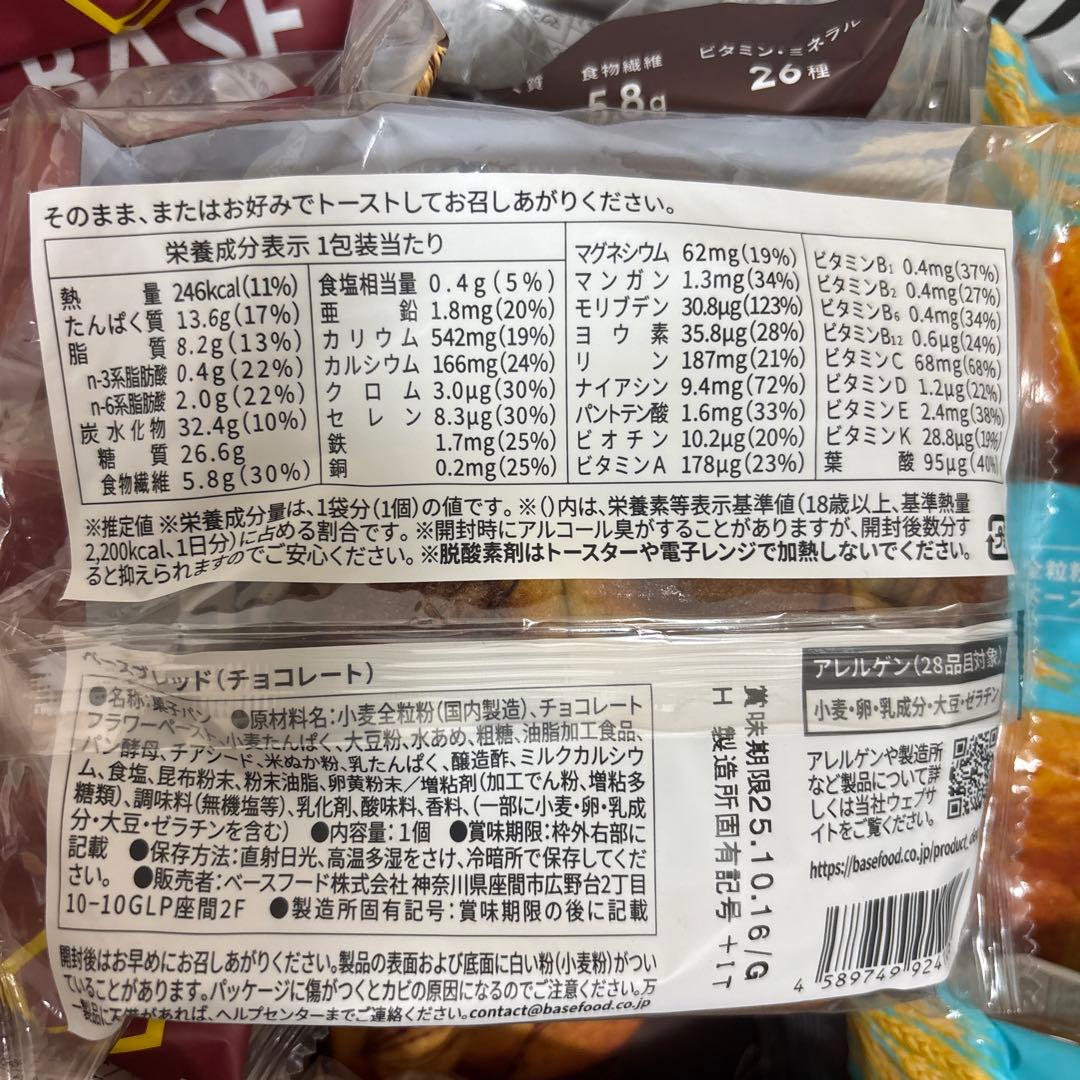 BASE
食物繊維
5.8g
ビタミン・ミネラル
26種
そのまま、またはお好みでトーストしてお召しあがりください。
栄養成分表示 1包装当たり
熱量 246kcal(11%)
たんぱく質 13.6g(17%)
脂質 8.2g(13%)
n-3系脂肪酸 0.4g(22%)
n-6系脂肪酸 2.0g(22%)
炭水化物 32.4g(10%)
糖質 26.6g
食物繊維 5.8g(30%)
食塩相当量 0.4g(5%)
亜鉛 1.8mg(20%)
カリウム 542mg(19%)
カルシウム 166mg(24%)
クロム 3.0μg(30%)
セレン 8.3μg(30%)
鉄 1.7mg(25%)
銅 0.2mg(25%)
マグネシウム 62mg(19%)
マンガン 1.3mg(34%)
モリブデン 30.8μg(123%)
ヨウ素 35.8μg(28%)
リン 187mg(21%)
ナイアシン 9.4mg(72%)
パントテン酸 1.6mg(33%)
ビオチン 10.2μg(20%)
ビタミンA 178μg(23%)
ビタミンB1 0.4mg(37%)
ビタミンB2 0.4mg(27%)
ビタミンB6 0.4mg(34%)
ビタミンB12 0.6μg(24%)
ビタミンC 68mg(68%)
ビタミンD 1.2μg(22%)
ビタミンE 2.4mg(38%)
ビタミンK 28.8μg(19%)
葉酸 95μg(40%)
※推定値 ※栄養成分量は、1袋分(1個)の値です。※()内は、栄養素等表示基準値(18歳以上、基準熱量
2,200kcal、1日分)に占める割合です。※開封時にアルコール臭がすることがありますが、開封後数分す
ると抑えられますのでご安心ください。※脱酸素剤はトースターや電子レンジで加熱しないでください。
ベースブレッド(チョコレート)
●名称:菓子パン ●原材料名:小麦全粒粉(国内製造)、チョコレート
フラワーペースト、小麦たんぱく、大豆粉、水あめ、粗糖、油脂加工食品、
パン酵母、チアシード、米ぬか粉、乳たんぱく、醸造酢、ミルクカルシウ
ム、食塩、昆布粉末、粉末油脂、卵黄粉末/増粘剤(加工でん粉、増粘多
糖類)、調味料(無機塩等)、乳化剤、酸味料、香料、(一部に小麦・卵・乳成
分・大豆・ゼラチンを含む) ●内容量:1個 ●賞味期限:枠外右部に
記載 ●保存方法:直射日光、高温多湿をさけ、冷暗所で保存してくだ
さい。 ●販売者:ベースフード株式会社 神奈川県座間市広野台2丁目
10-10GLP座間2F ●製造所固有記号:賞味期限の後に記載
開封後はお早めにお召しあがりください。製品の表面および底面に白い粉(小麦粉)がつい
ていることがあります。パッケージに傷がつくとカビの原因になるのでご注意ください。万
一製品に不備があれば、ヘルプセンターまでご連絡ください。contact@basefood.co.jp
賞味期限25.10.16/G
H 製造所固有記号 +IT
アレルゲン(28品目対象)
小麦・卵・乳成分・大豆・ゼラチン
アレルゲンや製造所
など製品について詳
しくは当社ウェブサ
イトをご覧ください。
https://basefood.co.jp/product_de
4 589749 924
全粒粉
ベース